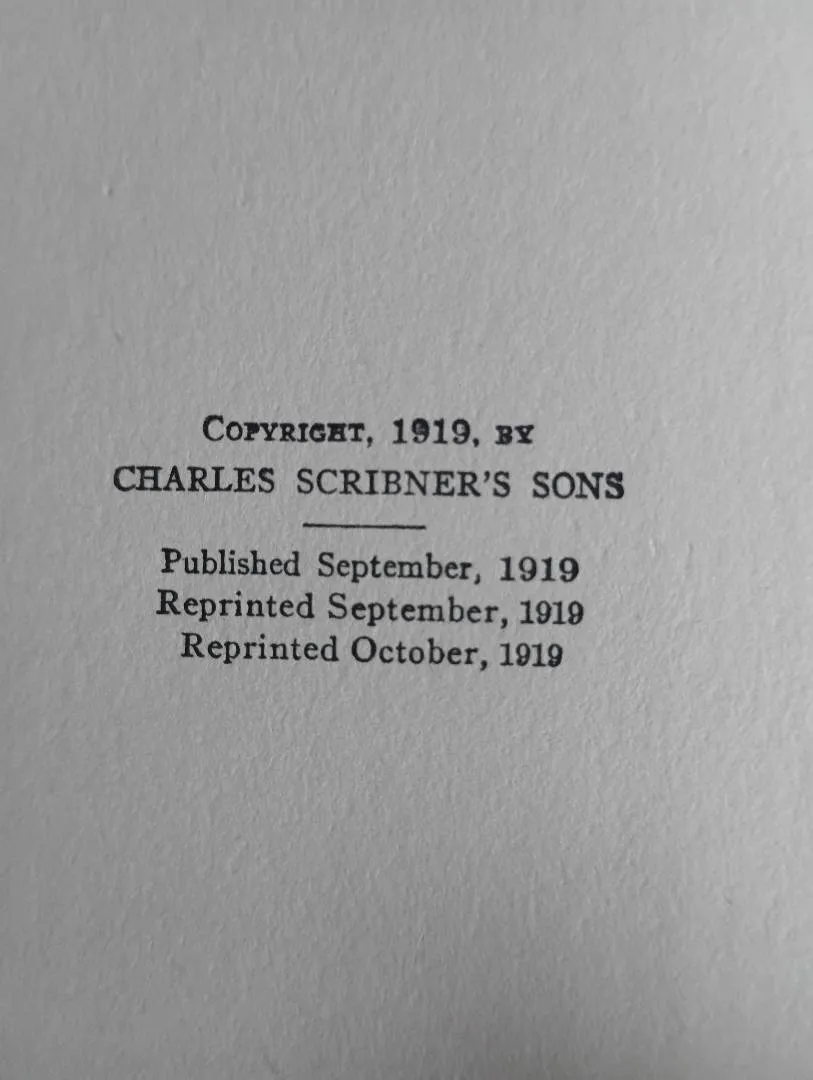 COPYRIGHT, 1919, BY
CHARLES SCRIBNER'S SONS
Published September, 1919
Reprinted September, 1919
Reprinted October, 1919